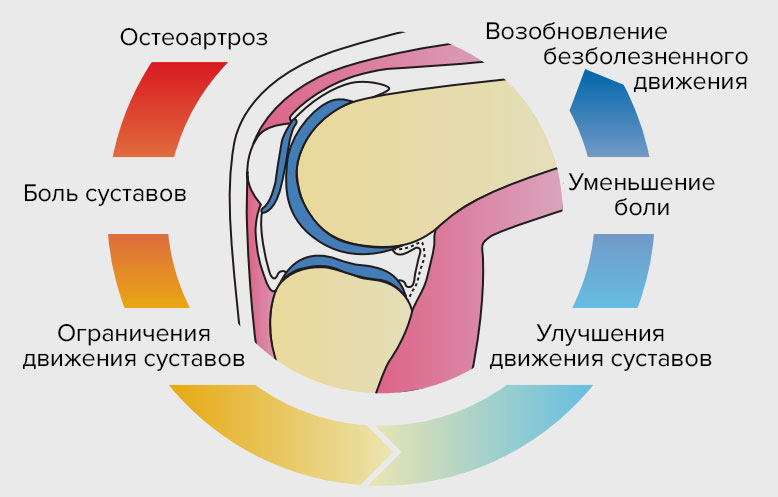 Остеоартроз
Боль суставов
Ограничения
движения суставов
Возобновление
безболезненного
движения
Уменьшение
боли
Улучшения
движения суставов